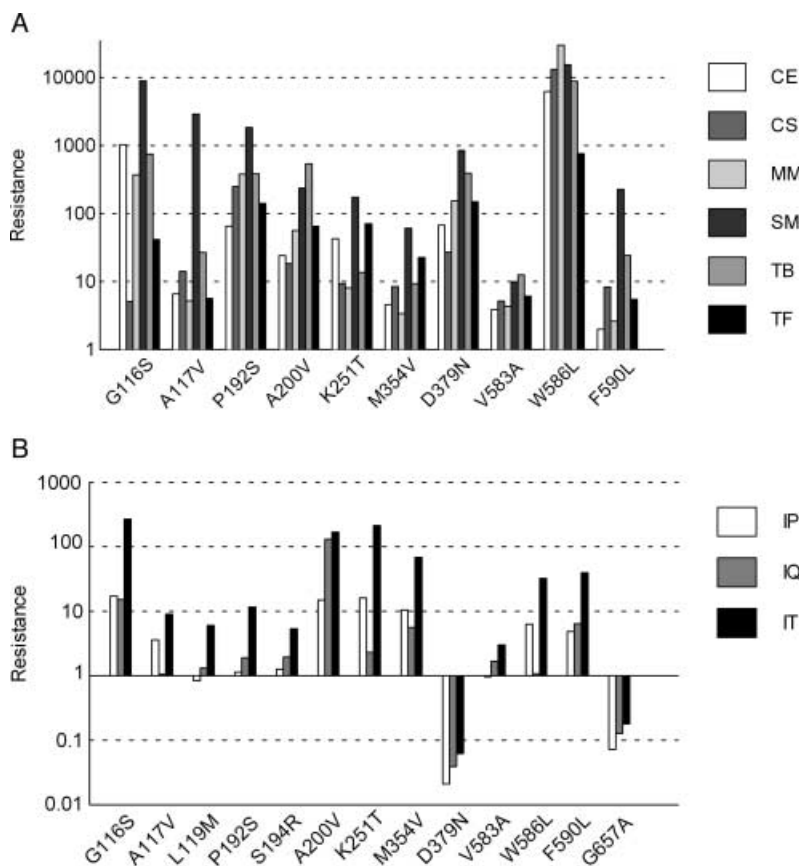 A
Resistance
10000
1000
100
10
1
G116S
A117V
P192S
A200V
K251T
M354V
D379N
V583A
W586L
F590L
CE
CS
MM
SM
TB
TF
B
Resistance
1000
100
10
1
0.1
0.01
G116S
A117V
L119M
P192S
S194R
A200V
K251T
M354V
D379N
V583A
W586L
F590L
G657A
IP
IQ
IT